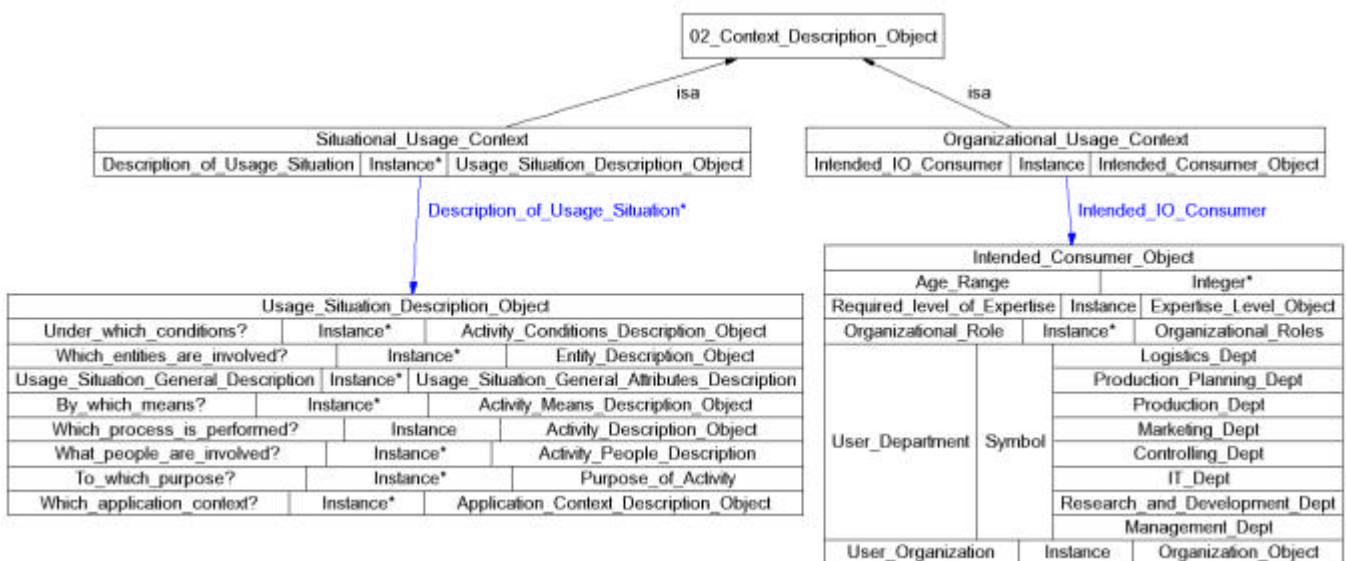 02_Context_Description_Object
isa
isa
Situational_Usage_Context
Description_of_Usage_Situation Instance* Usage_Situation_Description_Object
Organizational_Usage_Context
Intended_IO_Consumer Instance Intended_Consumer_Object
Description_of_Usage_Situation*
Intended_IO_Consumer
Usage_Situation_Description_Object
Under_which_conditions? Instance* Activity_Conditions_Description_Object
Which_entities_are_involved? Instance* Entity_Description_Object
Usage_Situation_General_Description Instance* Usage_Situation_General_Attributes_Description
By_which_means? Instance* Activity_Means_Description_Object
Which_process_is_performed? Instance Activity_Description_Object
What_people_are_involved? Instance* Activity_People_Description
To_which_purpose? Instance* Purpose_of_Activity
Which_application_context? Instance* Application_Context_Description_Object
Intended_Consumer_Object
Age_Range Integer*
Required_level_of_Expertise Instance Expertise_Level_Object
Organizational_Role Instance* Organizational_Roles
User_Department Symbol
Logistics_Dept
Production_Planning_Dept
Production_Dept
Marketing_Dept
Controlling_Dept
IT_Dept
Research_and_Development_Dept
Management_Dept
User_Organization Instance Organization_Object